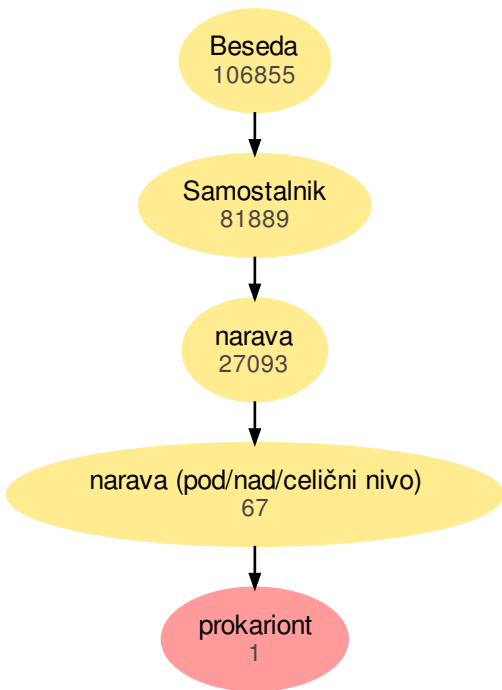 Beseda
106855
Samostalnik
81889
narava
27093
narava (pod/nad/celični nivo)
67
prokariont
1